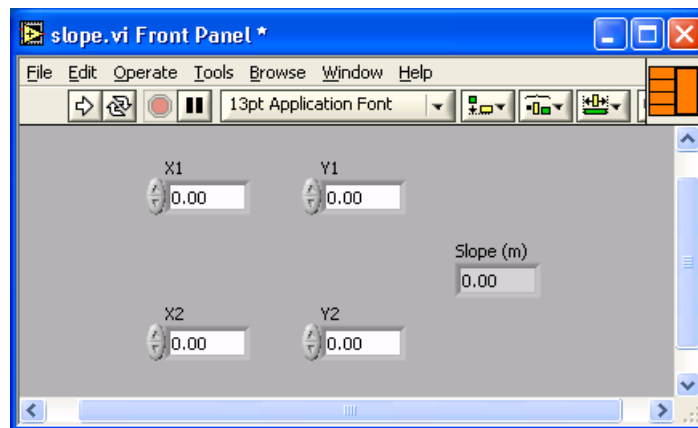 slope.vi Front Panel *
File Edit Operate Tools Browse Window Help
13pt Application Font
X1 Y1
0.00 0.00
Slope (m)
0.00
X2 Y2
0.00 0.00